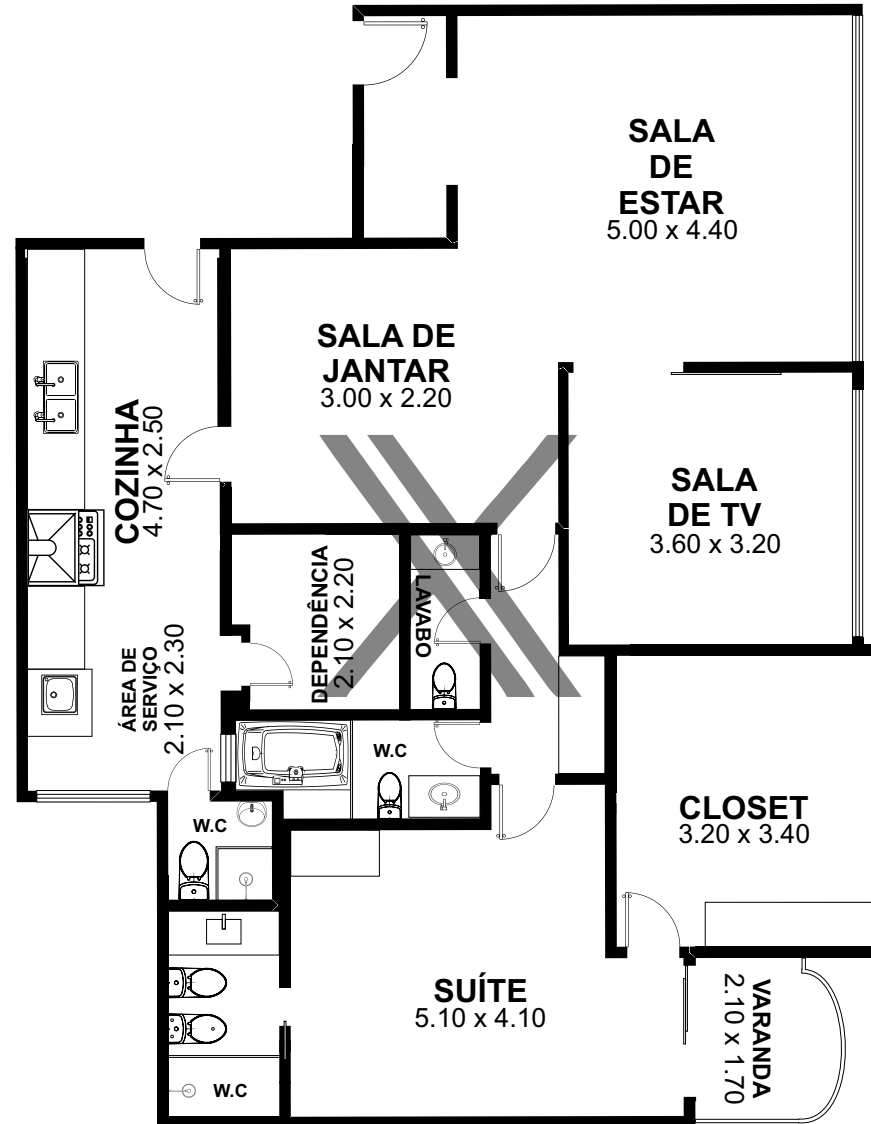 SALA
DE
ESTAR
5.00 x 4.40
SALA DE
JANTAR
3.00 x 2.20
COZINHA
4.70 x 2.50
SALA
DE TV
3.60 x 3.20
DEPENDÊNCIA
2.10 x 2.20
LAVABO
ÁREA DE
SERVIÇO
2.10 x 2.30
W.C
W.C
CLOSET
3.20 x 3.40
SUÍTE
5.10 x 4.10
VARANDA
2.10 x 1.70
W.C